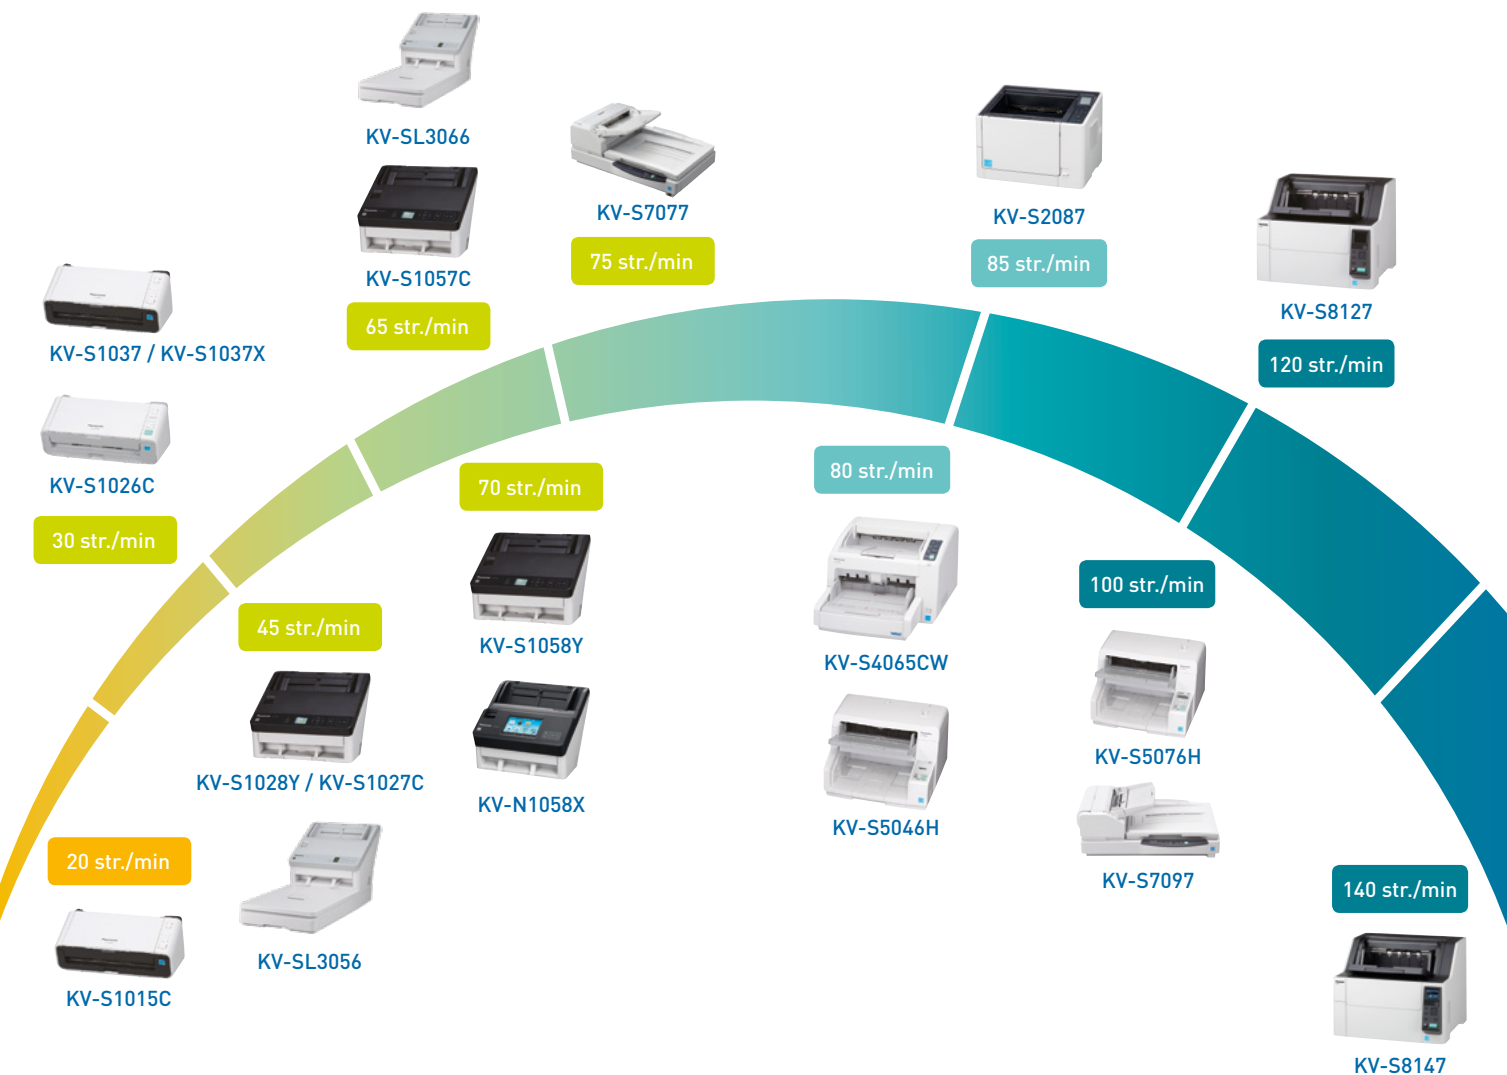 KV-SL3066
KV-S1057C
65 str./min
KV-S7077
75 str./min
KV-S2087
85 str./min
KV-S8127
120 str./min
KV-S1037 / KV-S1037X
KV-S1026C
30 str./min
45 str./min
KV-S1028Y / KV-S1027C
KV-SL3056
20 str./min
KV-S1015C
70 str./min
KV-S1058Y
KV-N1058X
80 str./min
KV-S4065CW
KV-S5046H
100 str./min
KV-S5076H
KV-S7097
140 str./min
KV-S8147